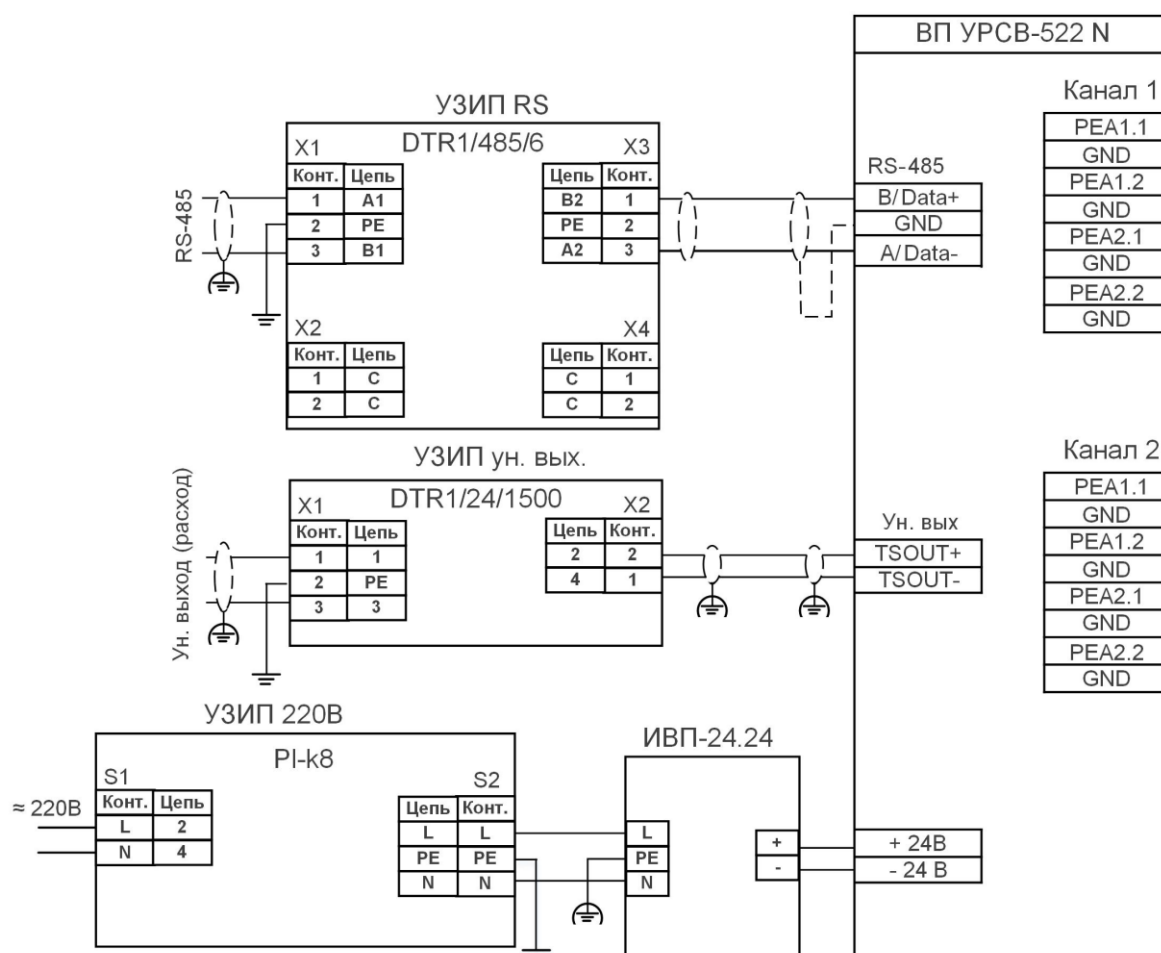 ВП УРСВ-522 N
Канал 1
PEA1.1
GND
PEA1.2
GND
PEA2.1
GND
PEA2.2
GND
УЗИП RS
DTR1/485/6
X1
X3
Конт. Цепь
1 A1
2 PE
3 B1
Цепь Конт.
B2 1
PE 2
A2 3
RS-485
RS-485
B/Data+
GND
A/Data-
X2
X4
Конт. Цепь
1 C
2 C
Цепь Конт.
C 1
C 2
УЗИП ун. вых.
DTR1/24/1500
X1
X2
Конт. Цепь
1 1
2 PE
3 3
Цепь Конт.
2 2
4 1
Ун. выход (расход)
Ун. вых
TSOUT+
TSOUT-
Канал 2
PEA1.1
GND
PEA1.2
GND
PEA2.1
GND
PEA2.2
GND
УЗИП 220В
PI-k8
S1
S2
≈ 220В
Конт. Цепь
L 2
N 4
Цепь Конт.
L L
PE PE
N N
ИВП-24.24
L
PE
N
+
-
+ 24В
- 24 В